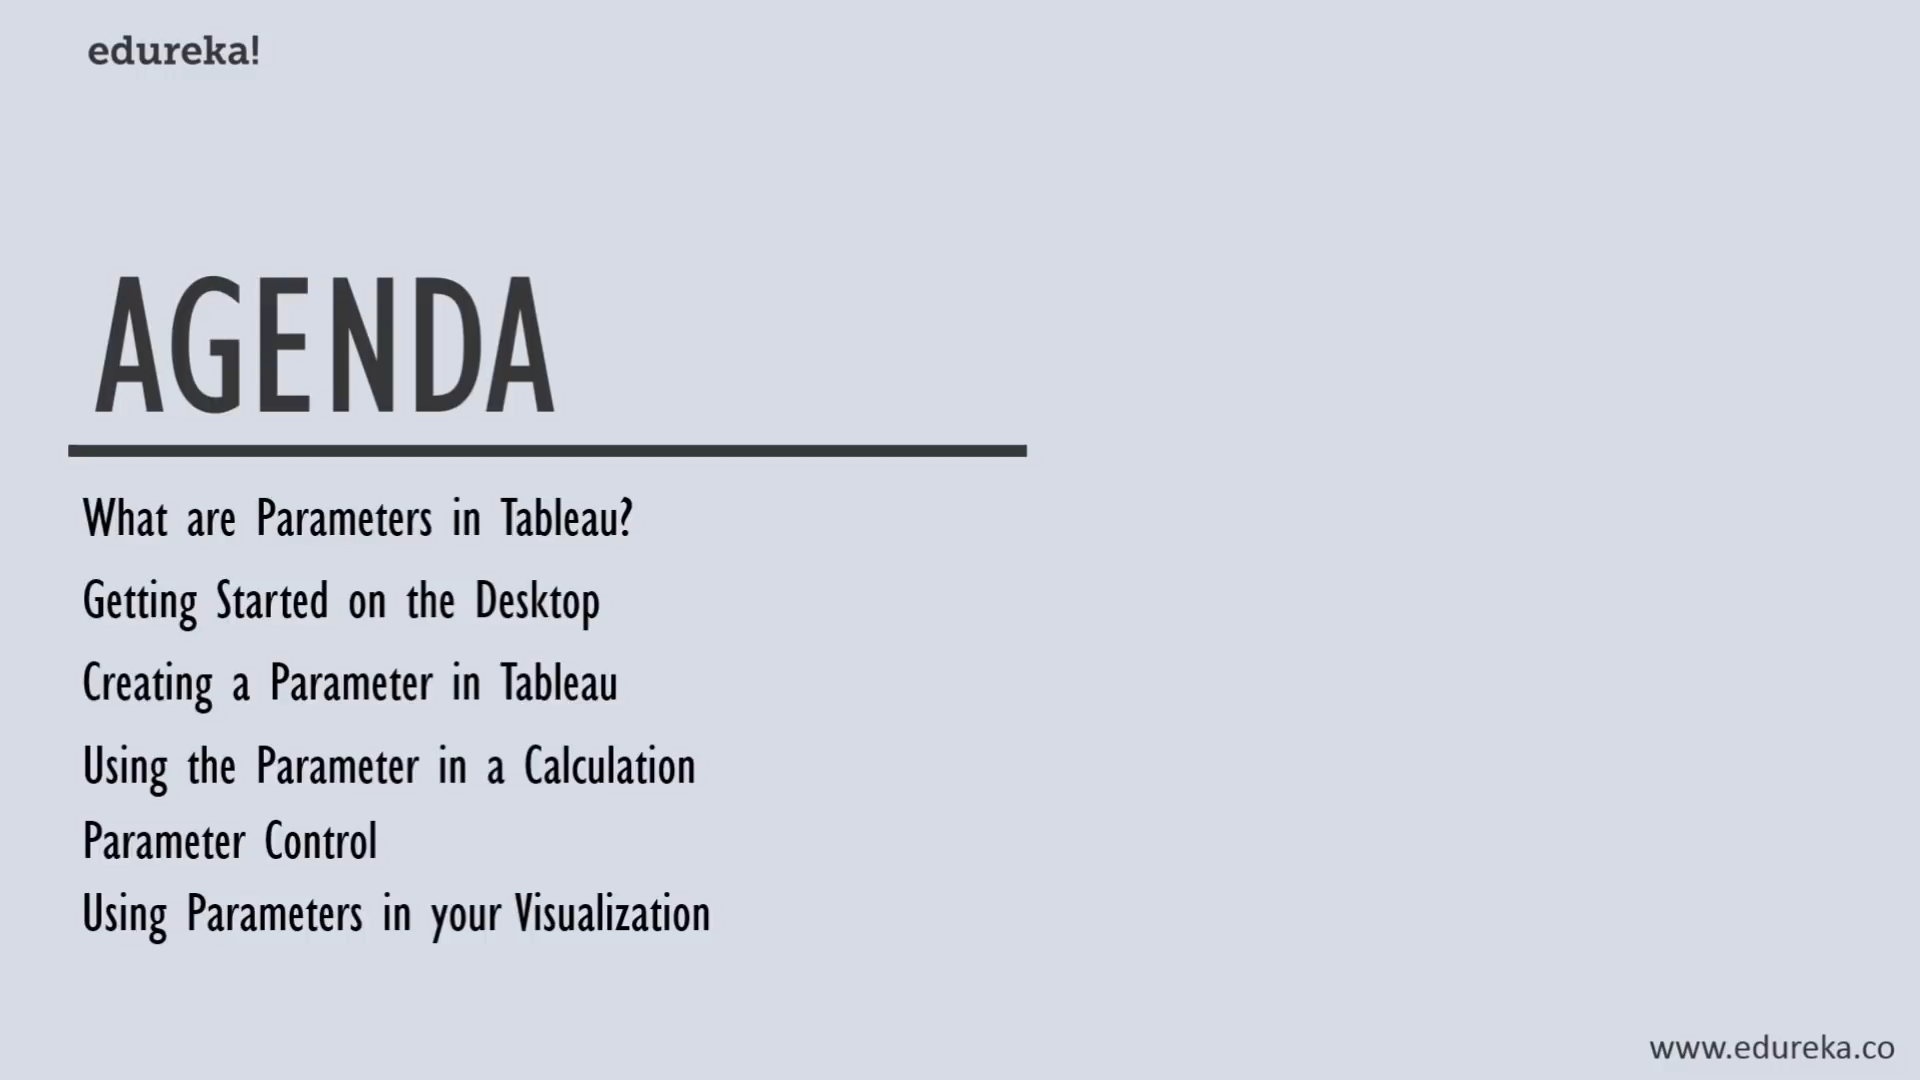 edureka!
AGENDA
What are Parameters in Tableau?
Getting Started on the Desktop
Creating a Parameter in Tableau
Using the Parameter in a Calculation
Parameter Control
Using Parameters in your Visualization
www.edureka.co